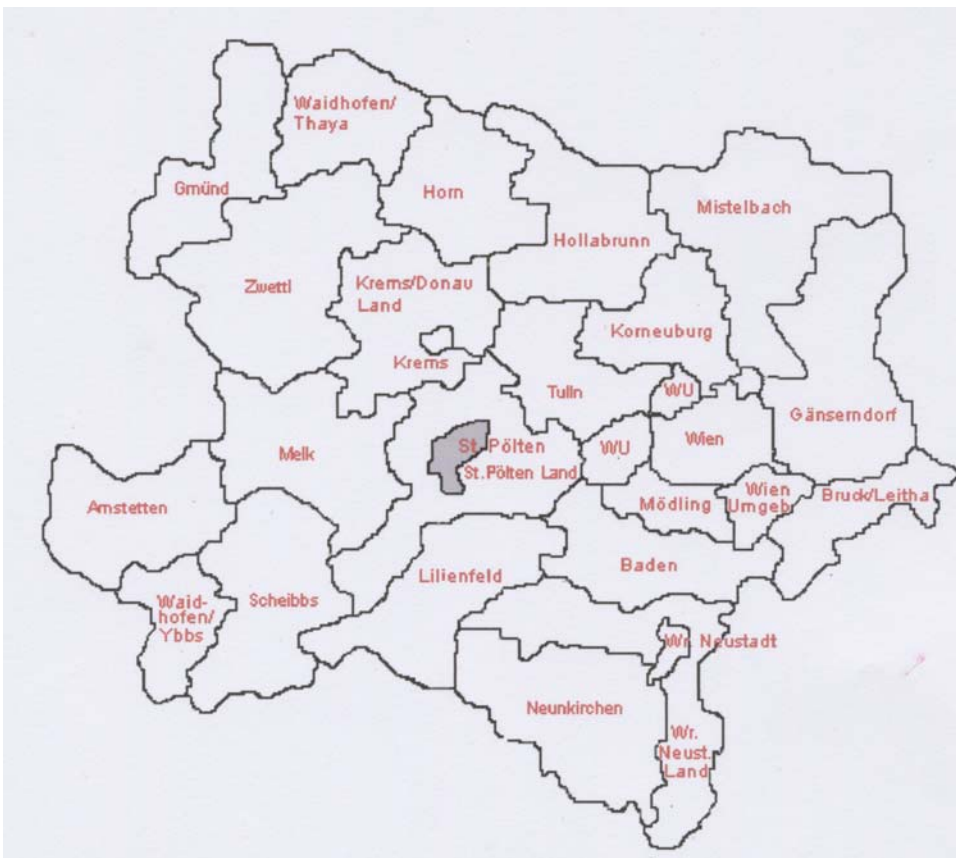 Waidhofen/
Thaya
Gmünd
Horn
Mistelbach
Hollabrunn
Zwettl
Krems/Donau
Land
Korneuburg
Krems
Tulln
WU
Gänserndorf
Wien
St. Pölten
WU
Melk
St. Pölten Land
Wien
Umgeb.
Bruck/Leitha
Amstetten
Mödling
Baden
Lilienfeld
Scheibbs
Waid-
hofen/
Ybbs
Wr. Neustadt
Neunkirchen
Wr.
Neust.
Land